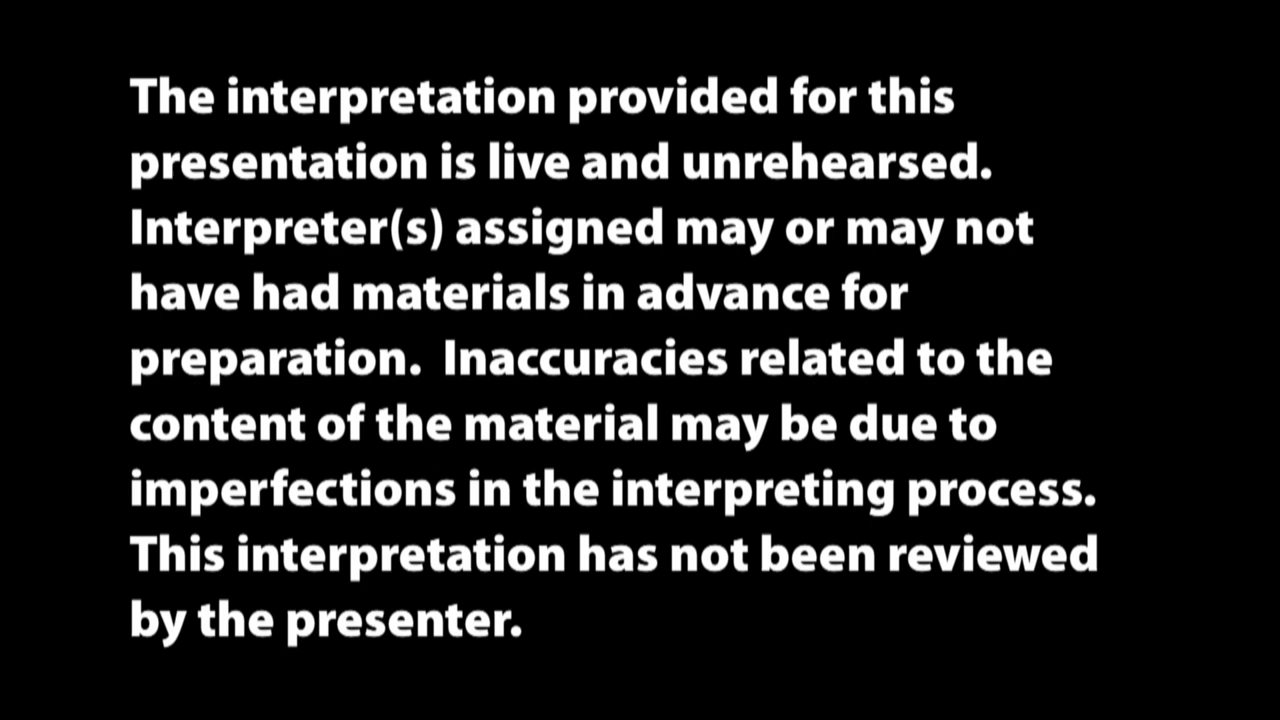 The interpretation provided for this
presentation is live and unrehearsed.
Interpreter(s) assigned may or may not
have had materials in advance for
preparation.  Inaccuracies related to the
content of the material may be due to
imperfections in the interpreting process.
This interpretation has not been reviewed
by the presenter.